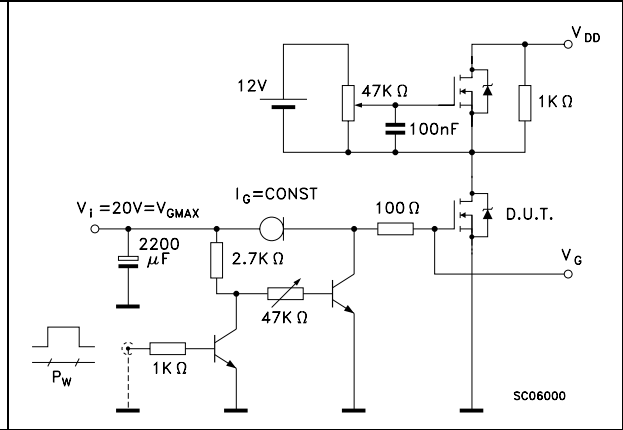 V_DD
12V
47K Ω
1K Ω
100nF
I_G=CONST
V_i =20V=V_GMAX
100 Ω
D.U.T.
2200
µF
2.7K Ω
V_G
47K Ω
1K Ω
P_W
SC06000